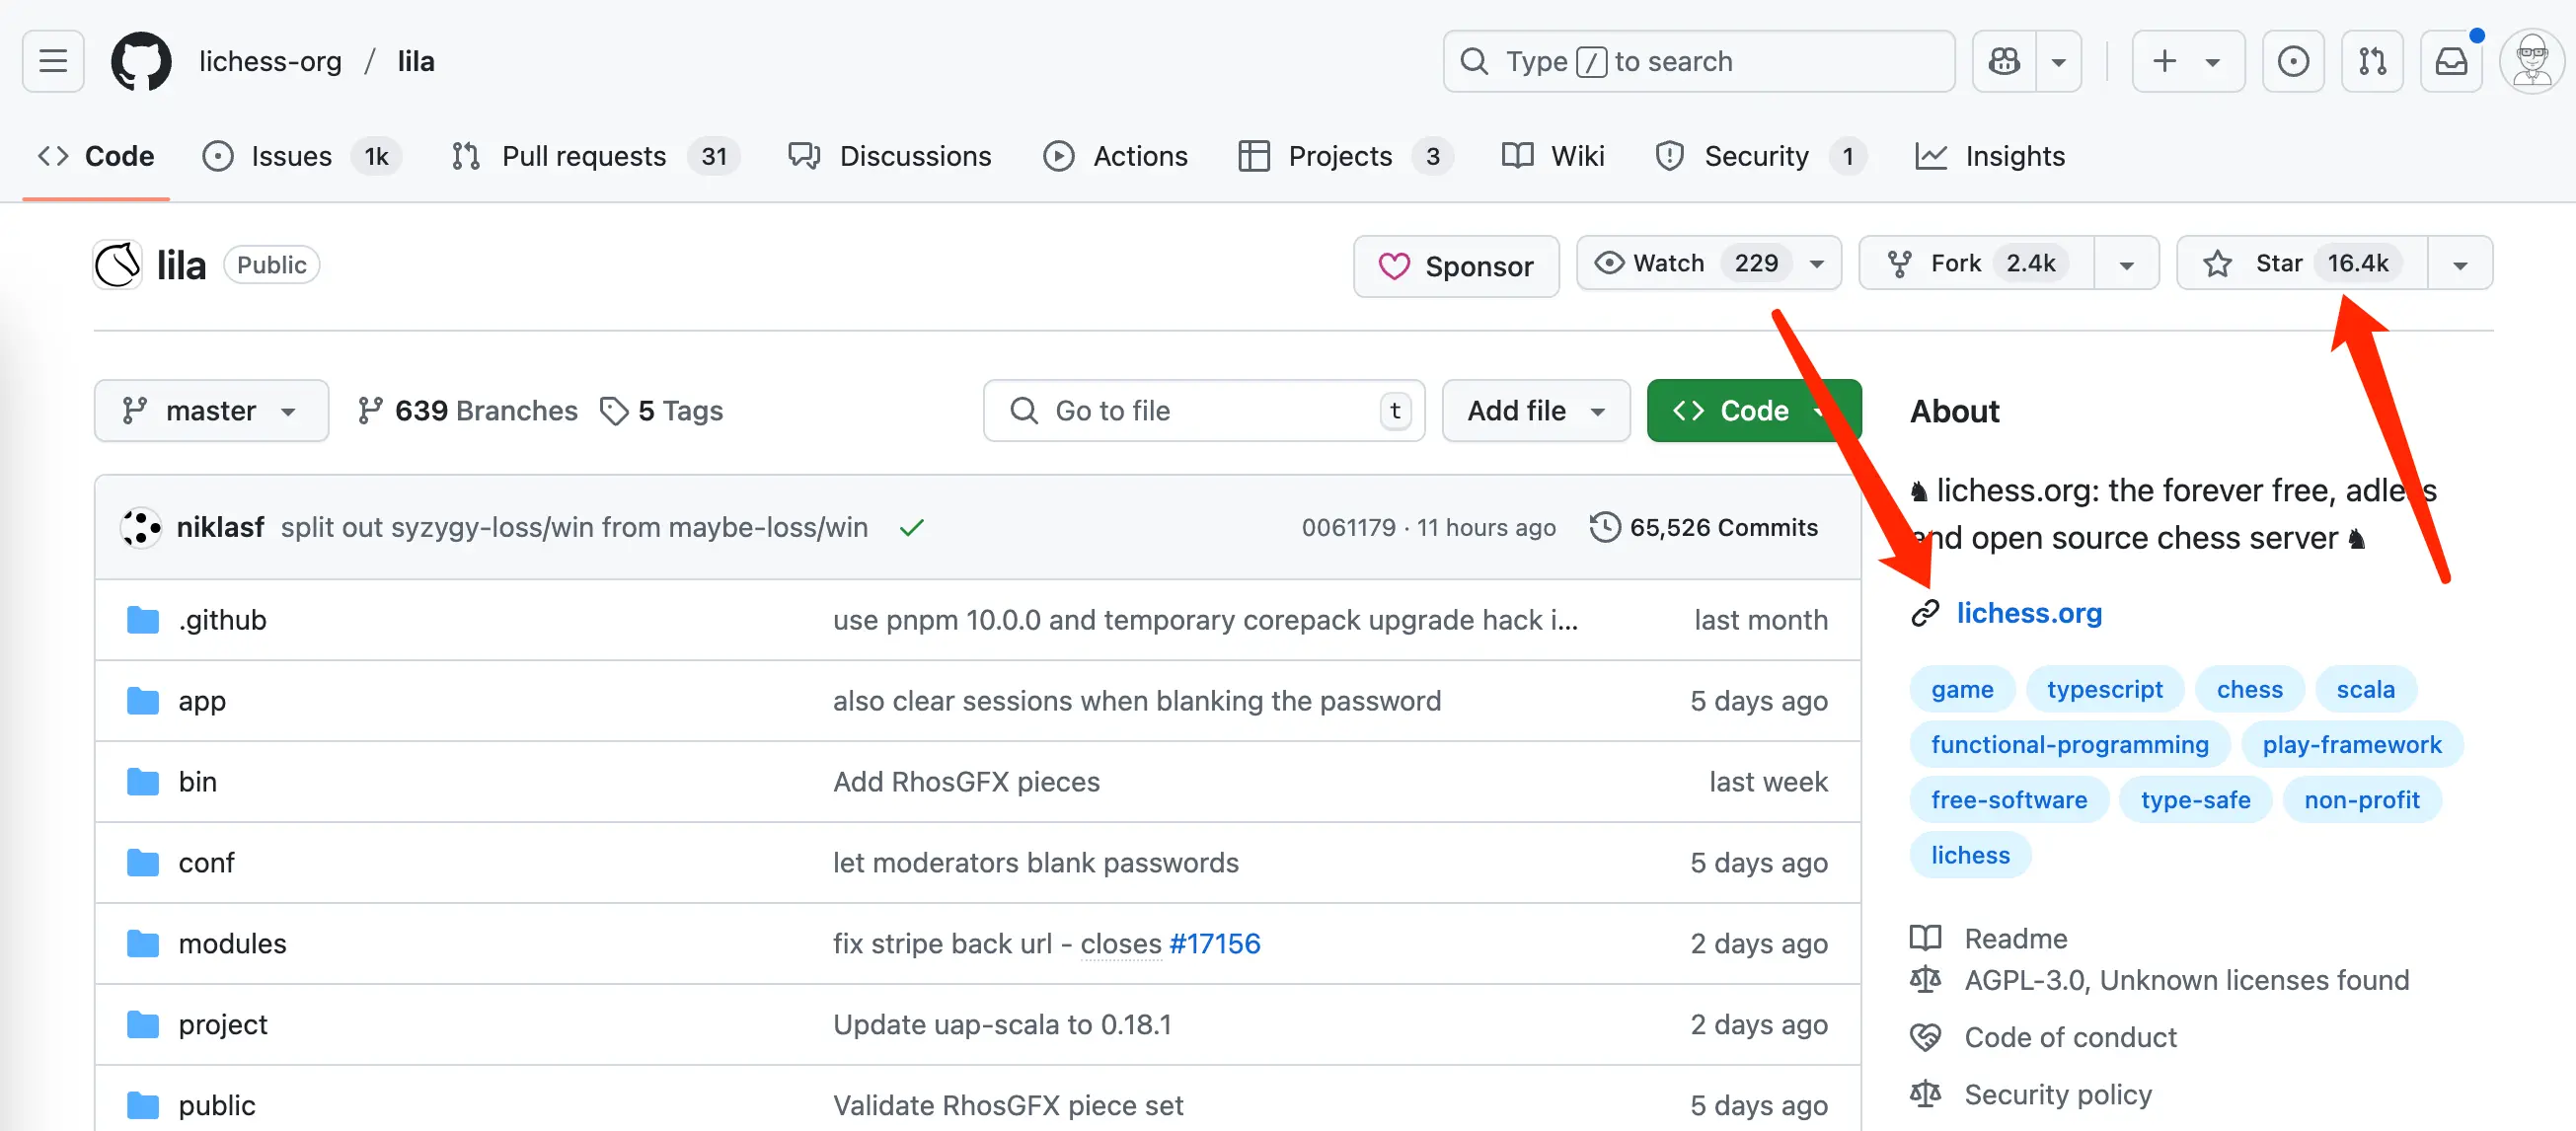 lichess-org / lila
Type / to search
Code
Issues 1k
Pull requests 31
Discussions
Actions
Projects 3
Wiki
Security 1
Insights
lila Public
Sponsor
Watch 229
Fork 2.4k
Star 16.4k
master
639 Branches
5 Tags
Go to file t
Add file
Code
niklasf split out syzygy-loss/win from maybe-loss/win
0061179 · 11 hours ago
65,526 Commits
.github use pnpm 10.0.0 and temporary corepack upgrade hack i... last month
app also clear sessions when blanking the password 5 days ago
bin Add RhosGFX pieces last week
conf let moderators blank passwords 5 days ago
modules fix stripe back url - closes #17156 2 days ago
project Update uap-scala to 0.18.1 2 days ago
public Validate RhosGFX piece set 5 days ago
About
♞ lichess.org: the forever free, adless
and open source chess server ♞
lichess.org
game typescript chess scala
functional-programming play-framework
free-software type-safe non-profit
lichess
Readme
AGPL-3.0, Unknown licenses found
Code of conduct
Security policy